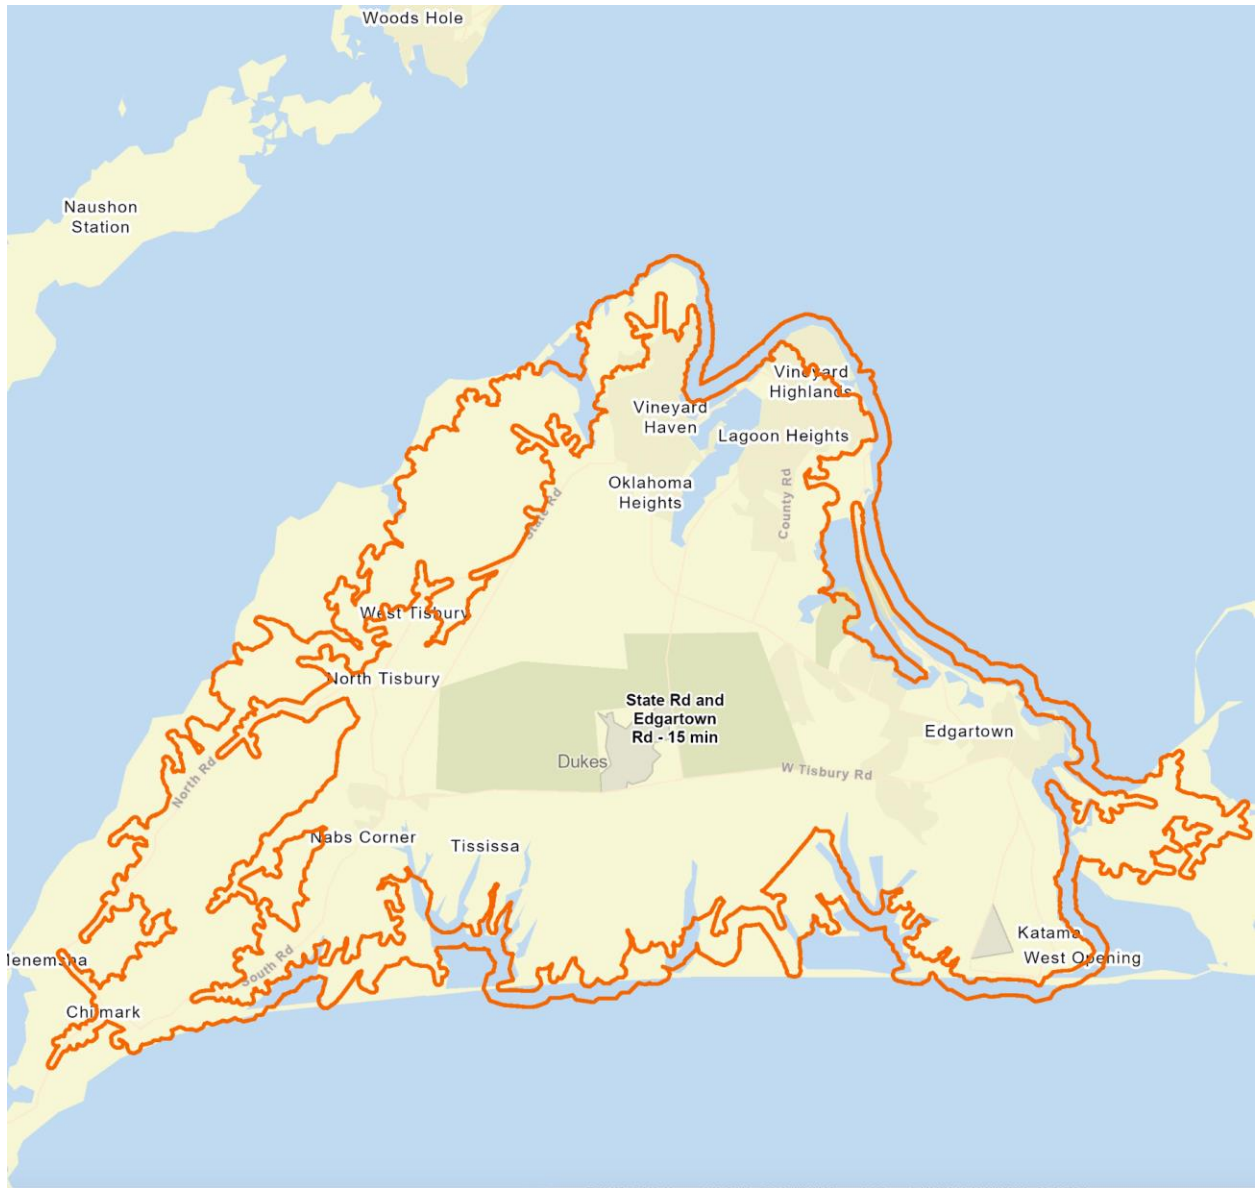 Woods Hole
Naushon
Station
Vineyard
Highlands
Vineyard
Haven
Lagoon Heights
Oklahoma
Heights
County Rd
State Rd
West Tisbury
North Tisbury
State Rd and
Edgartown
Rd - 15 min
Edgartown
Dukes
W Tisbury Rd
North Rd
Nabs Corner
Tississa
Katama
Menemsha
South Rd
West Opening
Chilmark